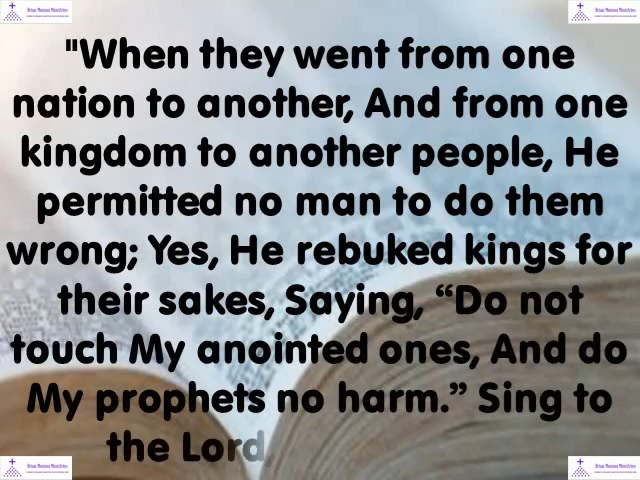 "When they went from one
nation to another, And from one
kingdom to another people, He
permitted no man to do them
wrong; Yes, He rebuked kings for
their sakes, Saying, “Do not
touch My anointed ones, And do
My prophets no harm.” Sing to
the Lord